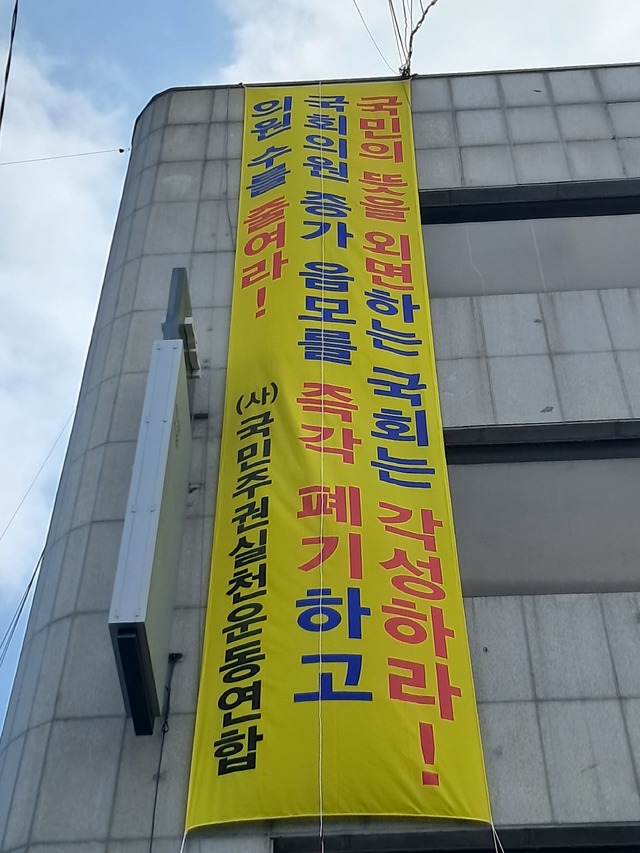 국민의 뜻을 외면하는 국회는 각성하라!
국회의원 증가 음모를 즉각 폐기하고
의원 수를 줄여라!
(사)국민주권실천운동연합